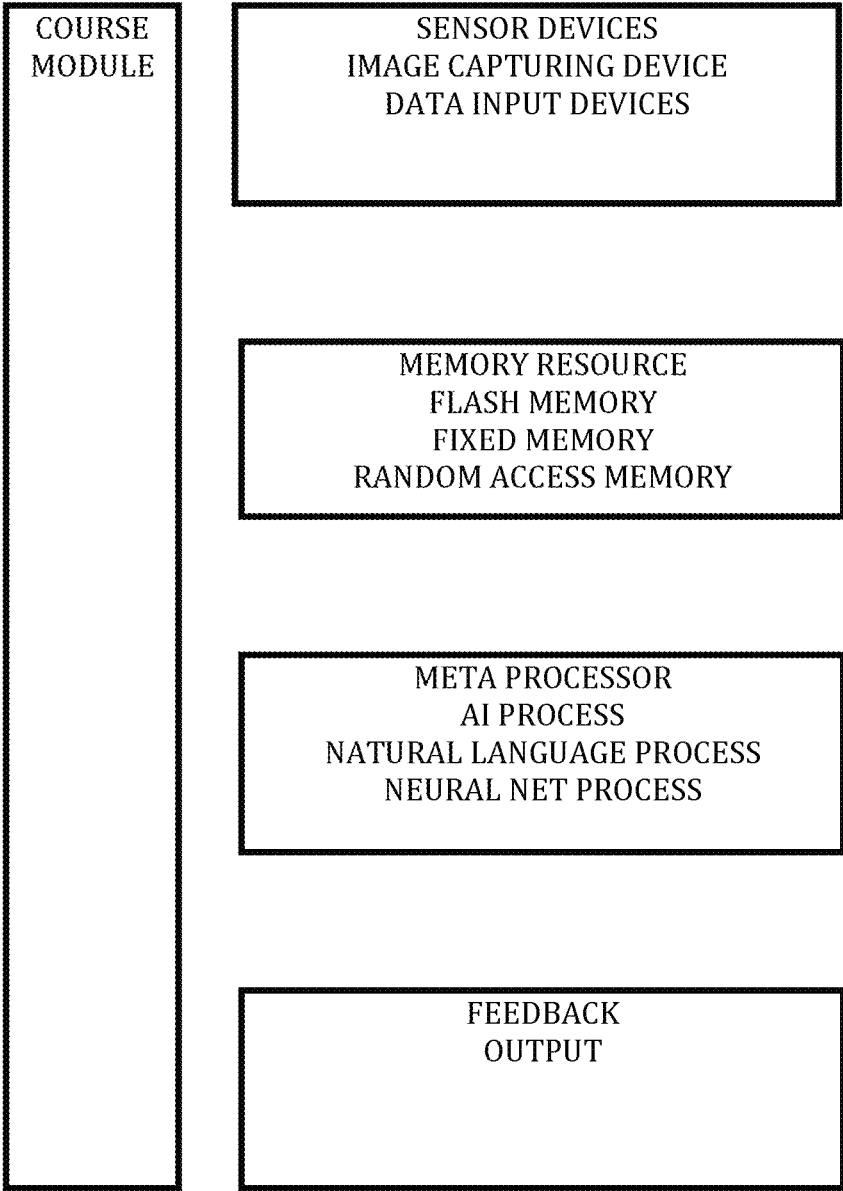 COURSE
MODULE
SENSOR DEVICES
IMAGE CAPTURING DEVICE
DATA INPUT DEVICES
MEMORY RESOURCE
FLASH MEMORY
FIXED MEMORY
RANDOM ACCESS MEMORY
META PROCESSOR
AI PROCESS
NATURAL LANGUAGE PROCESS
NEURAL NET PROCESS
FEEDBACK
OUTPUT